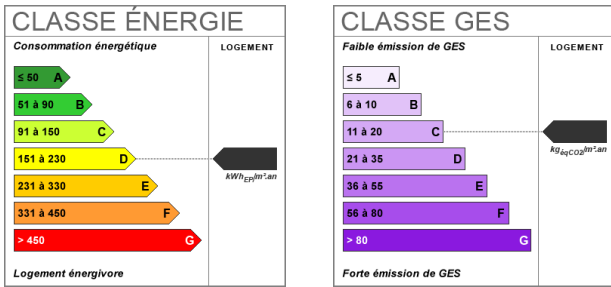 CLASSE ÉNERGIE
Consommation énergétique
LOGEMENT
≤ 50 A
51 à 90 B
91 à 150 C
151 à 230 D
kWhEP/m².an
231 à 330 E
331 à 450 F
> 450 G
Logement énergivore
CLASSE GES
Faible émission de GES
LOGEMENT
≤ 5 A
6 à 10 B
11 à 20 C
kgéqCO2/m².an
21 à 35 D
36 à 55 E
56 à 80 F
> 80 G
Forte émission de GES